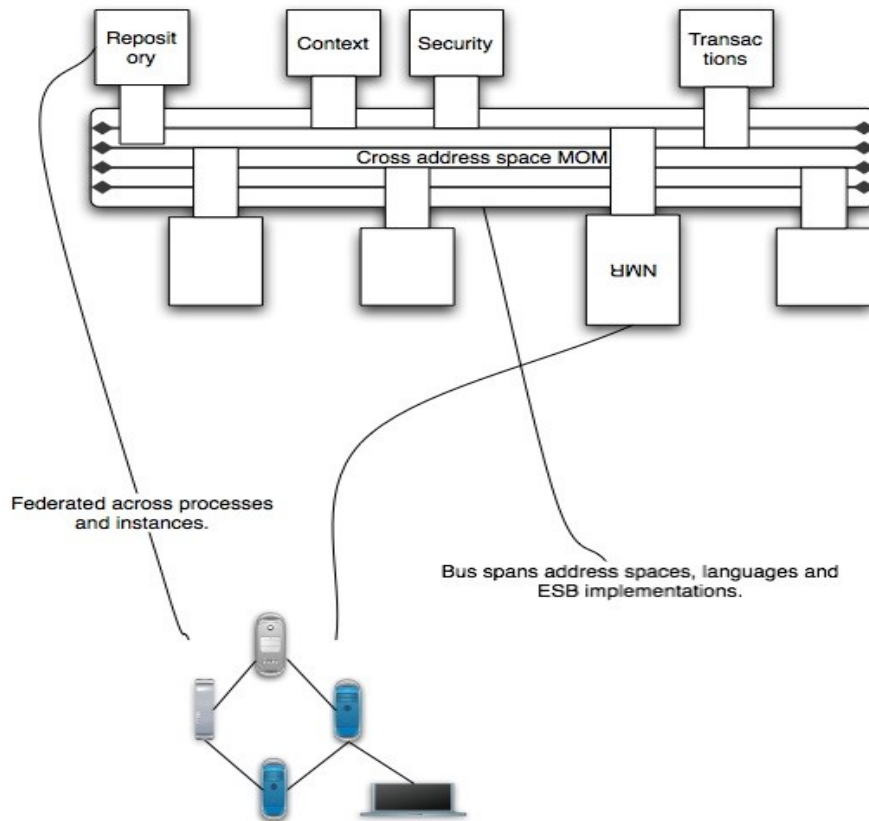 Reposit
ory
Context
Security
Transac
tions
Cross address space MOM
NMR
Federated across processes
and instances.
Bus spans address spaces, languages and
ESB implementations.